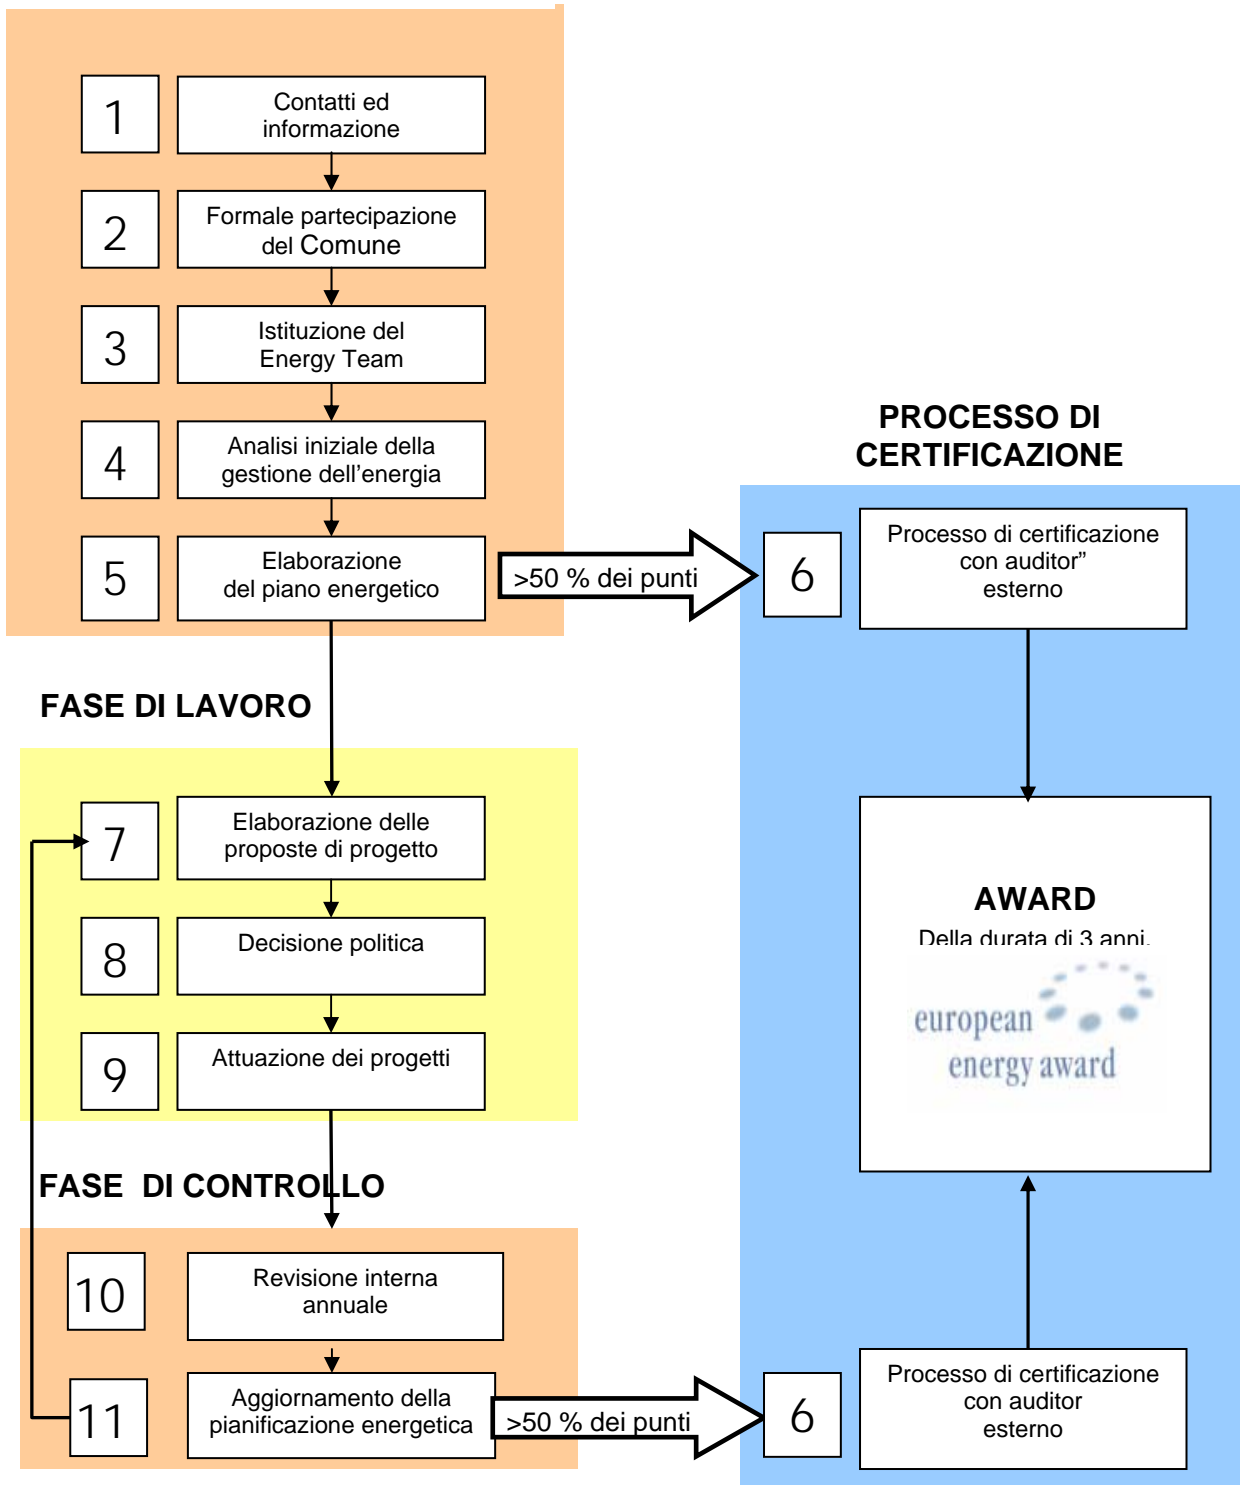 1
Contatti ed
informazione
2
Formale partecipazione
del Comune
3
Istituzione del
Energy Team
4
Analisi iniziale della
gestione dell'energia
5
Elaborazione
del piano energetico
>50 % dei punti
PROCESSO DI
CERTIFICAZIONE
6
Processo di certificazione
con auditor”
esterno
FASE DI LAVORO
7
Elaborazione delle
proposte di progetto
8
Decisione politica
9
Attuazione dei progetti
AWARD
Della durata di 3 anni.
european
energy award
FASE DI CONTROLLO
10
Revisione interna
annuale
11
Aggiornamento della
pianificazione energetica
>50 % dei punti
6
Processo di certificazione
con auditor
esterno